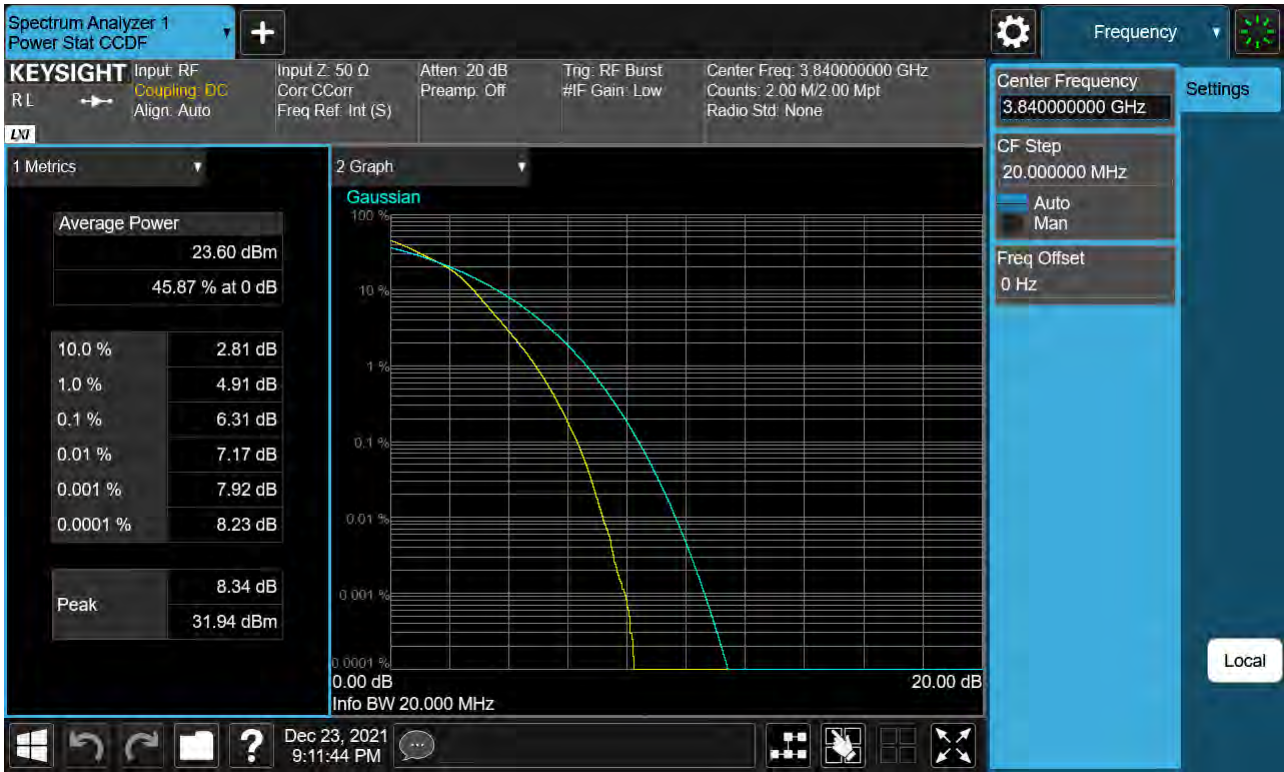 Spectrum Analyzer 1
Power Stat CCDF
+
Frequency
KEYSIGHT
RL
LXI
Input: RF
Coupling: DC
Align: Auto
Input Z: 50 Ω
Corr CCorr
Freq Ref: Int (S)
Atten: 20 dB
Preamp: Off
Trig: RF Burst
#IF Gain: Low
Center Freq: 3.840000000 GHz
Counts: 2.00 M/2.00 Mpt
Radio Std: None
Center Frequency
3.840000000 GHz
Settings
CF Step
20.000000 MHz
Auto
Man
Freq Offset
0 Hz
1 Metrics
Average Power
23.60 dBm
45.87 % at 0 dB
10.0 % 2.81 dB
1.0 % 4.91 dB
0.1 % 6.31 dB
0.01 % 7.17 dB
0.001 % 7.92 dB
0.0001 % 8.23 dB
Peak
8.34 dB
31.94 dBm
2 Graph
Gaussian
100 %
10 %
1 %
0.1 %
0.01 %
0.001 %
0.0001 %
0.00 dB 20.00 dB
Info BW 20.000 MHz
Local
?
Dec 23, 2021
9:11:44 PM